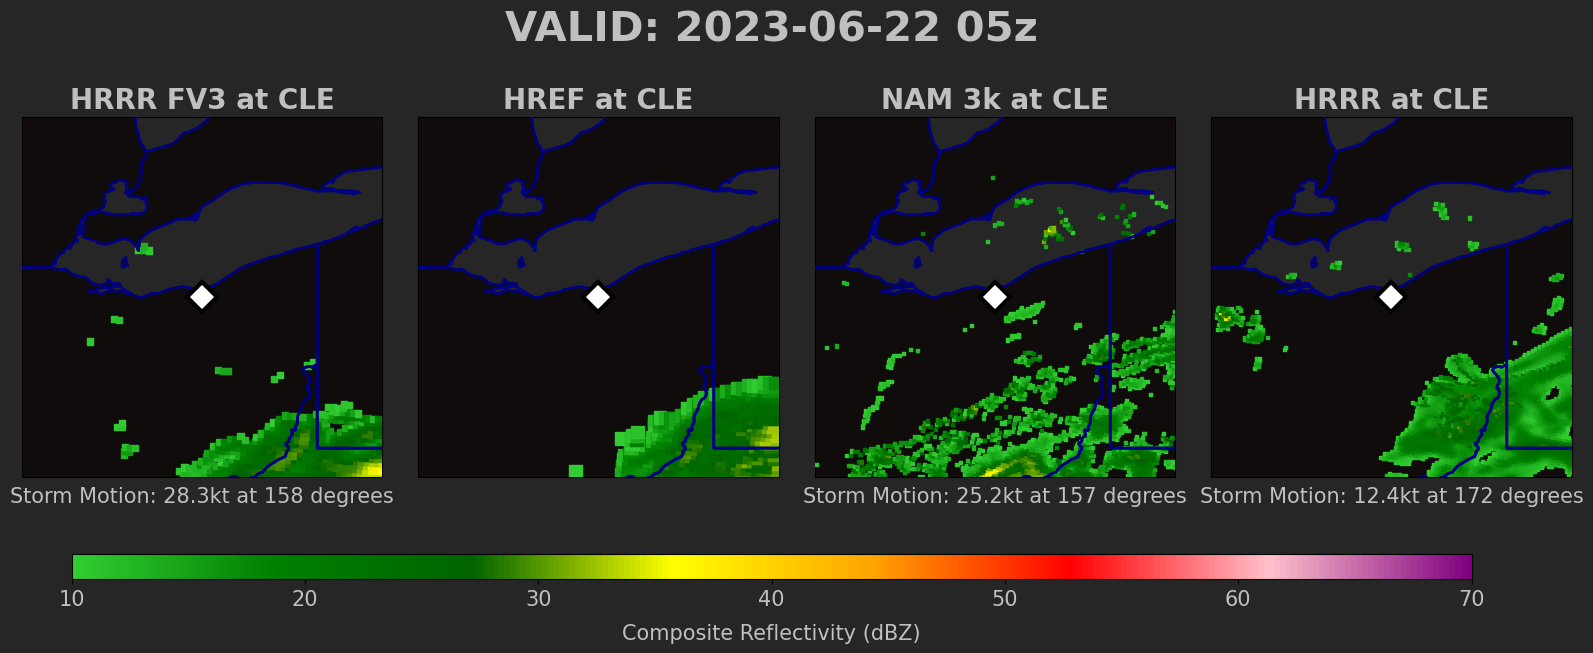 VALID: 2023-06-22 05z
HRRR FV3 at CLE
HREF at CLE
NAM 3k at CLE
HRRR at CLE
Storm Motion: 28.3kt at 158 degrees
Storm Motion: 25.2kt at 157 degrees
Storm Motion: 12.4kt at 172 degrees
10 20 30 40 50 60 70
Composite Reflectivity (dBZ)